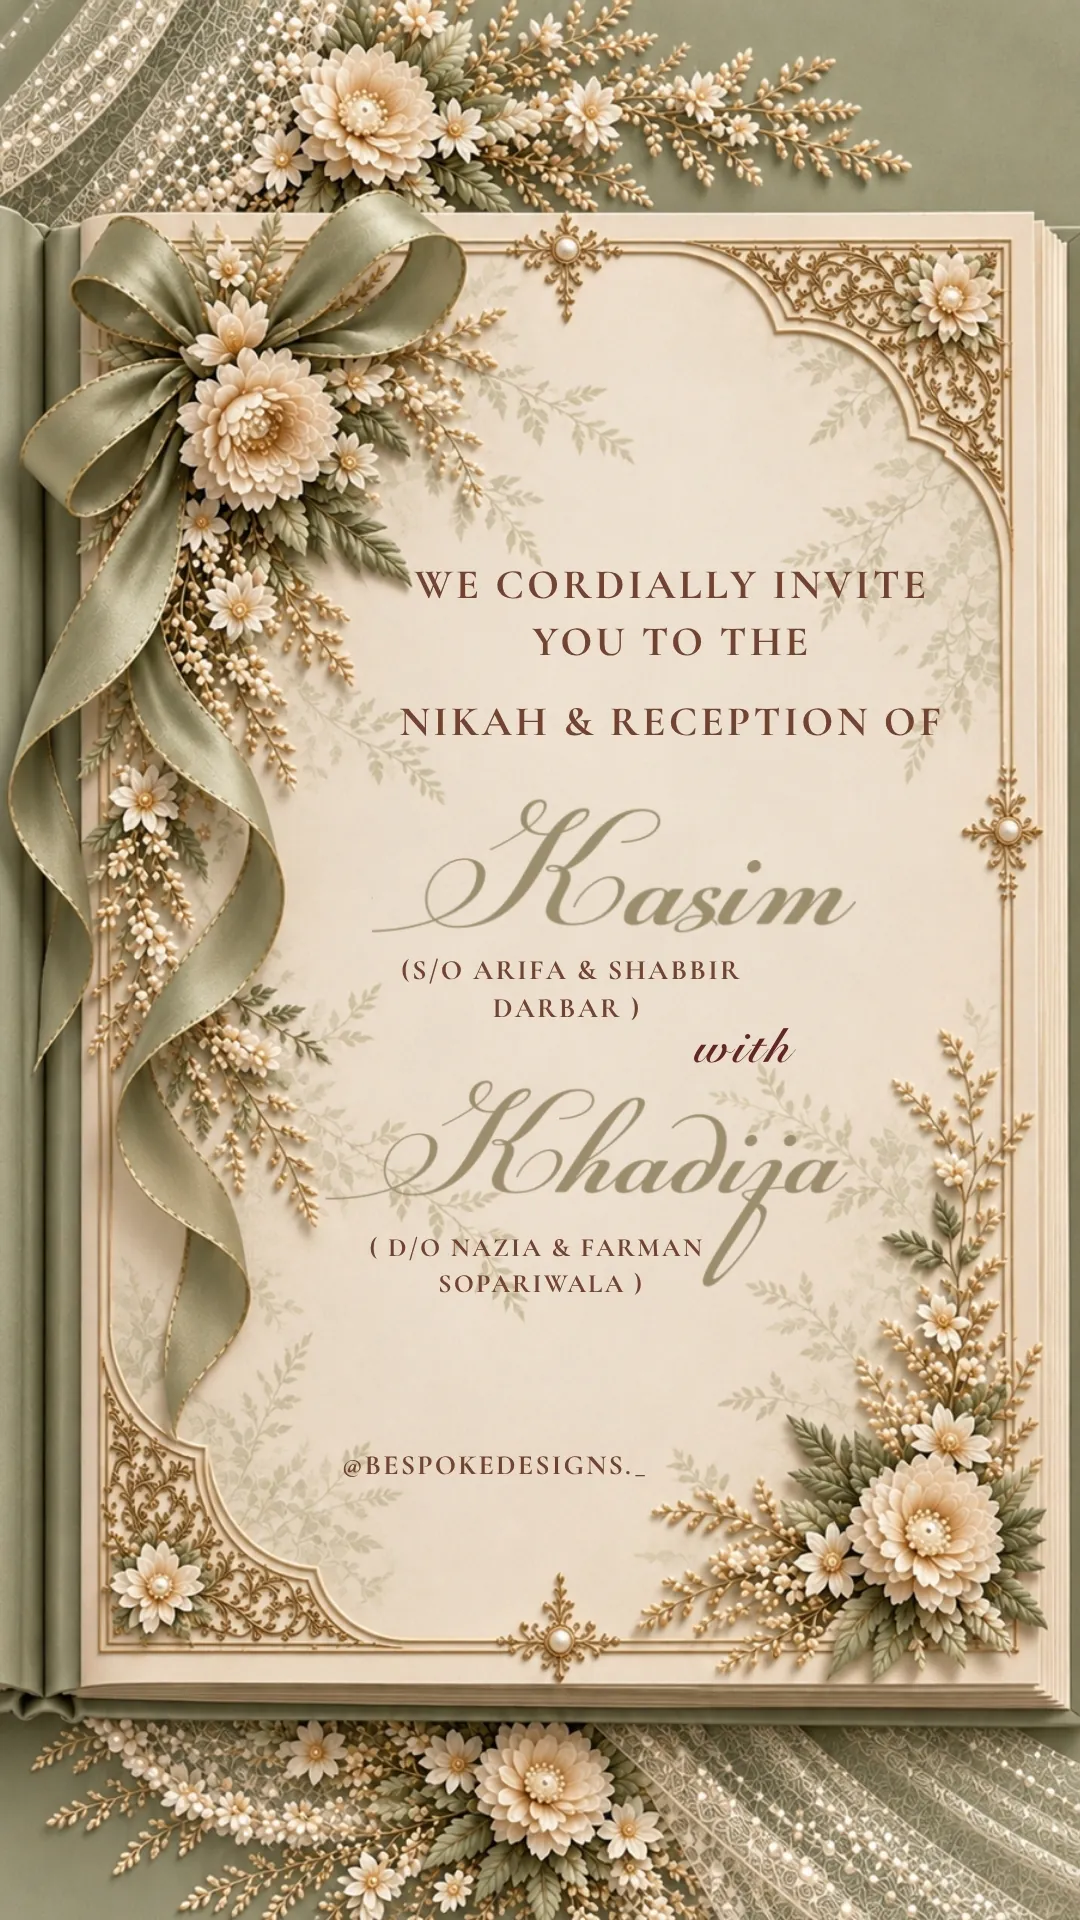 WE CORDIALLY INVITE
YOU TO THE
NIKAH & RECEPTION OF
Kasim
(S/O ARIFA & SHABBIR
DARBAR )
with
Khadija
( D/O NAZIA & FARMAN
SOPARIWALA )
@BESPOKEDESIGNS._